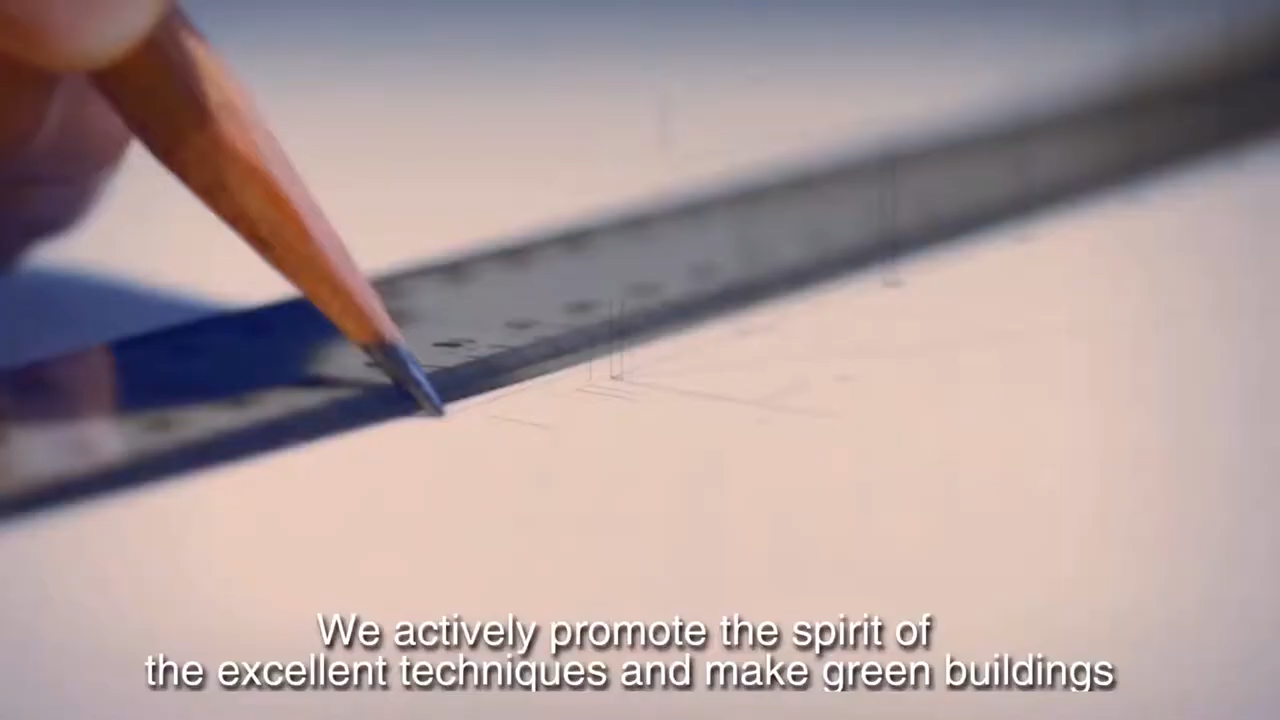 We actively promote the spirit of
the excellent techniques and make green buildings